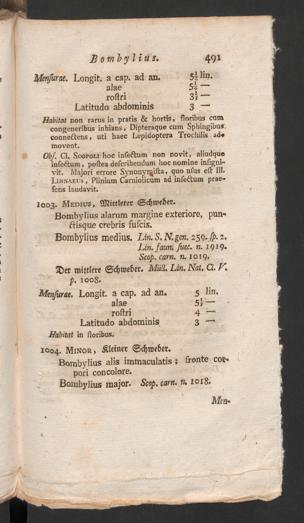 Bombylius. 491
Mensurae. Longit. a cap. ad an. 5½ lin.
alae 5½ —
rostri 3½ —
Latitudo abdominis 3 —
Habitat non rarus in pratis & hortis, floribus cum
congeneribus inhians, Dipteraque cum Sphingibus
connectens, uti haec Lepidoptera Trochilis ad-
movent.
Obs. Cl. SCOPOLI hoc insectum non novit, aliudque
insectum, postea describendum hoc nomine insigni-
vit. Majori errore Synonymista, quo usus est Ill.
LINNAEUS, Plinium Carniolicum ad insectum prae-
sens laudavit.
1003. MEDIUS, Mittlerer Schweber.
Bombylius alarum margine exteriore, pun-
ctisque crebris fuscis.
Bombylius medius. Lin. S. N. gen. 259. sp. 2.
Lin. faun. suec. n. 1919.
Scop. carn. n. 1019.
Der mittlere Schweber. Müll. Lin. Nat. G. V.
p. 1008.
Mensurae. Longit. a cap. ad an. 5 lin.
alae 5½ —
rostri 4 —
Latitudo abdominis 3 —
Habitat in floribus.
1004. MINOR, Kleiner Schweber.
Bombylius alis immaculatis: fronte cor-
pori concolore.
Bombylius major. Scop. carn. n. 1018.
Men-